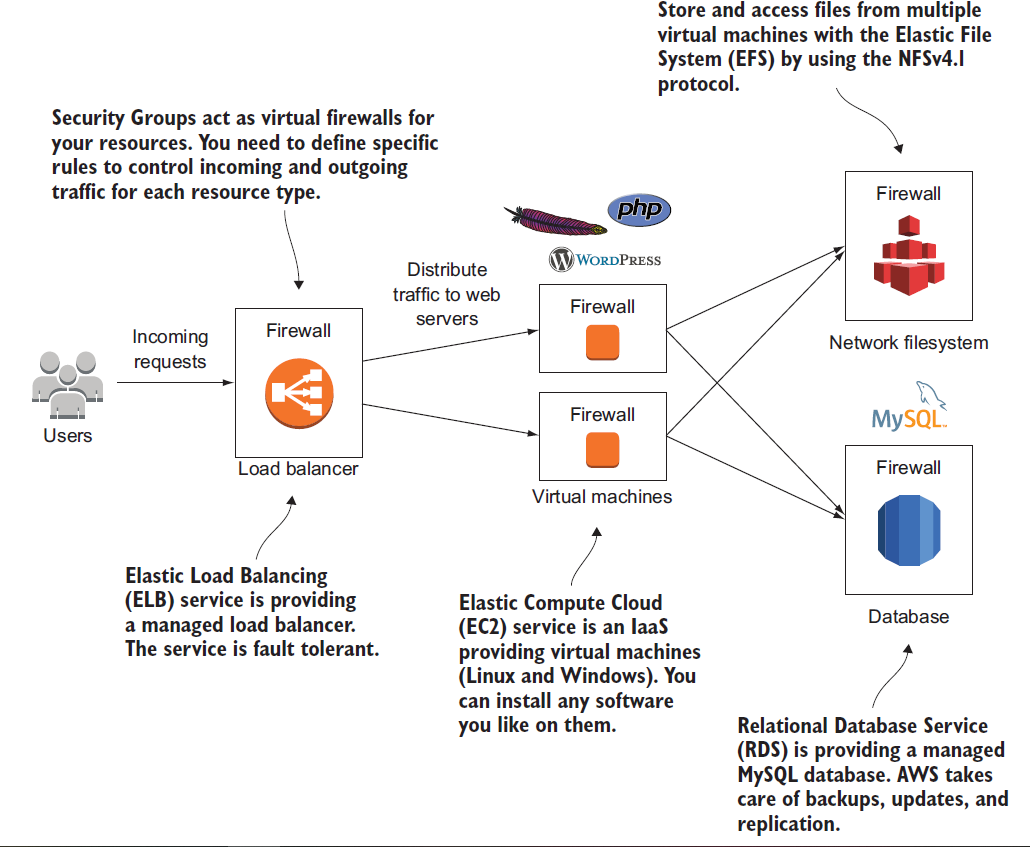 Store and access files from multiple
virtual machines with the Elastic File
System (EFS) by using the NFSv4.1
protocol.
Security Groups act as virtual firewalls for
your resources. You need to define specific
rules to control incoming and outgoing
traffic for each resource type.
php
WORDPRESS
Distribute
traffic to web
servers
Incoming
requests
Users
Firewall
Load balancer
Firewall
Firewall
Virtual machines
Firewall
Network filesystem
MySQL
Firewall
Database
Elastic Load Balancing
(ELB) service is providing
a managed load balancer.
The service is fault tolerant.
Elastic Compute Cloud
(EC2) service is an IaaS
providing virtual machines
(Linux and Windows). You
can install any software
you like on them.
Relational Database Service
(RDS) is providing a managed
MySQL database. AWS takes
care of backups, updates, and
replication.